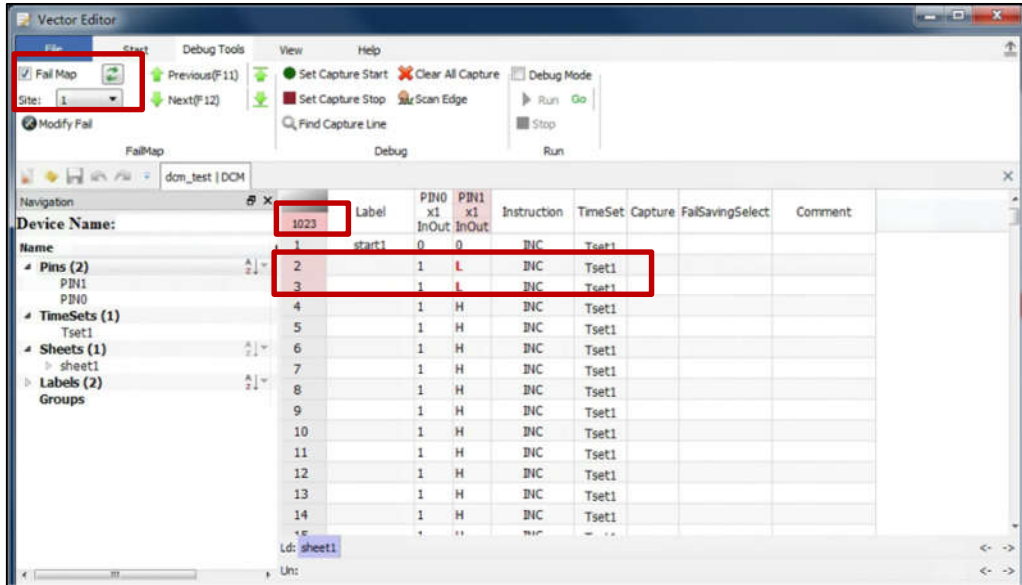 Vector Editor
File Start Debug Tools View Help
Fail Map Previous(F11) Set Capture Start Clear All Capture Debug Mode
Site: 1 Next(F12) Set Capture Stop Scan Edge Run Go
Modify Fail Find Capture Line Stop
FailMap Debug Run
dcm_test | DCM
Navigation
Device Name:
Name
Pins (2)
PIN1
PIN0
TimeSets (1)
Tset1
Sheets (1)
sheet1
Labels (2)
Groups
1023 Label PIN0 x1 InOut PIN1 x1 InOut Instruction TimeSet Capture FailSavingSelect Comment
1 start1 0 0 INC Tset1
2 1 L INC Tset1
3 1 L INC Tset1
4 1 H INC Tset1
5 1 H INC Tset1
6 1 H INC Tset1
7 1 H INC Tset1
8 1 H INC Tset1
9 1 H INC Tset1
10 1 H INC Tset1
11 1 H INC Tset1
12 1 H INC Tset1
13 1 H INC Tset1
14 1 H INC Tset1
Ld: sheet1 <- ->
Un: <- ->